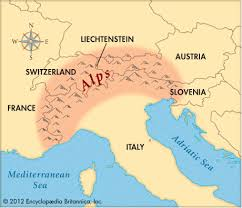 LIECHTENSTEIN
AUSTRIA
SWITZERLAND
Alps
SLOVENIA
FRANCE
ITALY
Adriatic Sea
Mediterranean
Sea
© 2012 Encyclopædia Britannica, Inc.
N